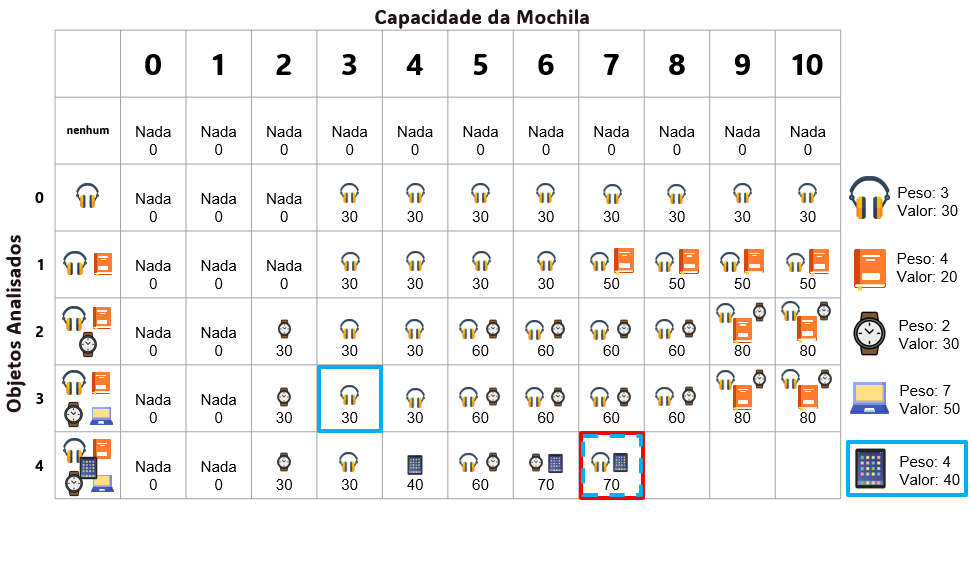 Capacidade da Mochila
0 1 2 3 4 5 6 7 8 9 10
nenhum Nada Nada Nada Nada Nada Nada Nada Nada Nada Nada Nada
0 0 0 0 0 0 0 0 0 0 0
Objetos Analisados
0 Nada Nada Nada
0 0 0 30 30 30 30 30 30 30 30
Peso: 3
Valor: 30
1 Nada Nada Nada
0 0 0 30 30 30 30 50 50 50 50
Peso: 4
Valor: 20
2 Nada Nada
0 0 30 30 30 60 60 60 60 80 80
Peso: 2
Valor: 30
3 Nada Nada
0 0 30 30 30 60 60 60 60 80 80
Peso: 7
Valor: 50
4 Nada Nada
0 0 30 30 40 60 70 70
Peso: 4
Valor: 40